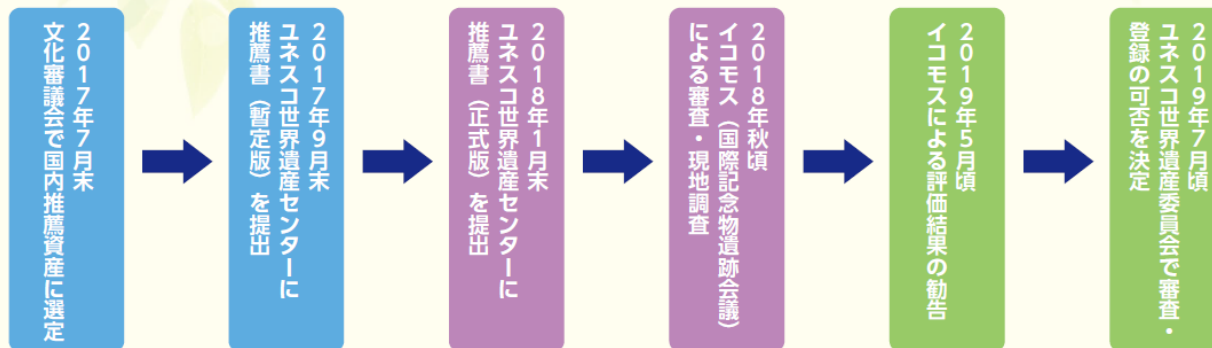 ２０１７年７月末
文化審議会で国内推薦資産に選定
２０１７年９月末
ユネスコ世界遺産センターに
推薦書（暫定版）を提出
２０１８年１月末
ユネスコ世界遺産センターに
推薦書（正式版）を提出
２０１８年秋頃
イコモス（国際記念物遺跡会議）
による審査・現地調査
２０１９年５月頃
イコモスによる評価結果の勧告
２０１９年７月頃
ユネスコ世界遺産委員会で審査・
登録の可否を決定